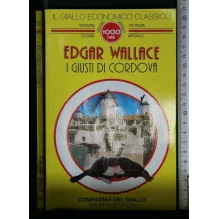 IL GIALLO ECONOMICO CLASSICO
1000
LIRE
EDGAR WALLACE
I GIUSTI DI CORDOVA
COMPAGNIA DEL GIALLO